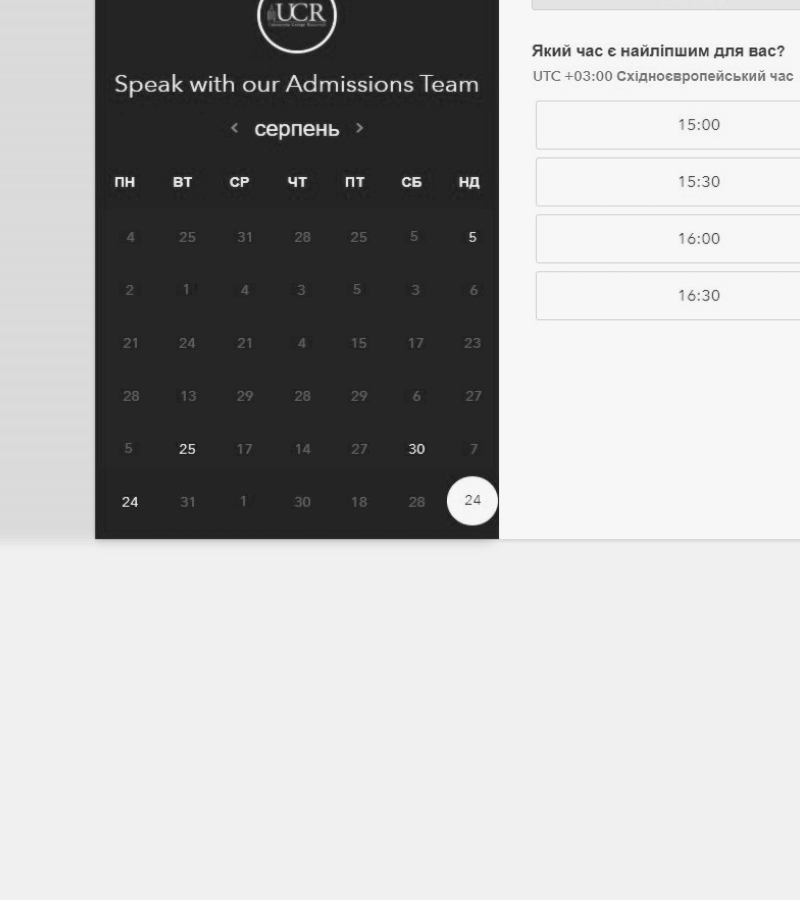 UCR
Speak with our Admissions Team
серпень
ПН ВТ СР ЧТ ПТ СБ НД
4 25 31 28 25 5 5
2 1 4 3 5 3 6
21 24 21 4 15 17 23
28 13 29 28 29 6 27
5 25 17 14 27 30 7
24 31 1 30 18 28 24
Який час є найліпшим для вас?
UTC +03:00 Східноєвропейський час
15:00
15:30
16:00
16:30